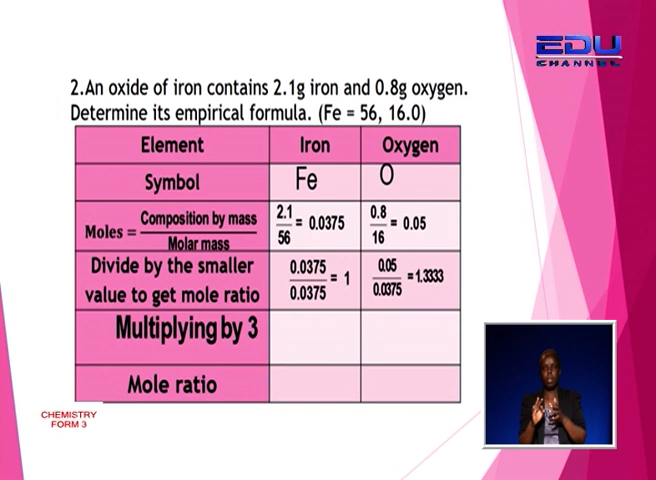 EDU
CHANNEL
2.An oxide of iron contains 2.1g iron and 0.8g oxygen.
Determine its empirical formula. (Fe = 56, 16.0)
Element Iron Oxygen
Symbol Fe O
Moles = Composition by mass / Molar mass 2.1/56 = 0.0375 0.8/16 = 0.05
Divide by the smaller
value to get mole ratio 0.0375/0.0375 = 1 0.05/0.0375 =1.3333
Multiplying by 3
Mole ratio
CHEMISTRY
FORM 3